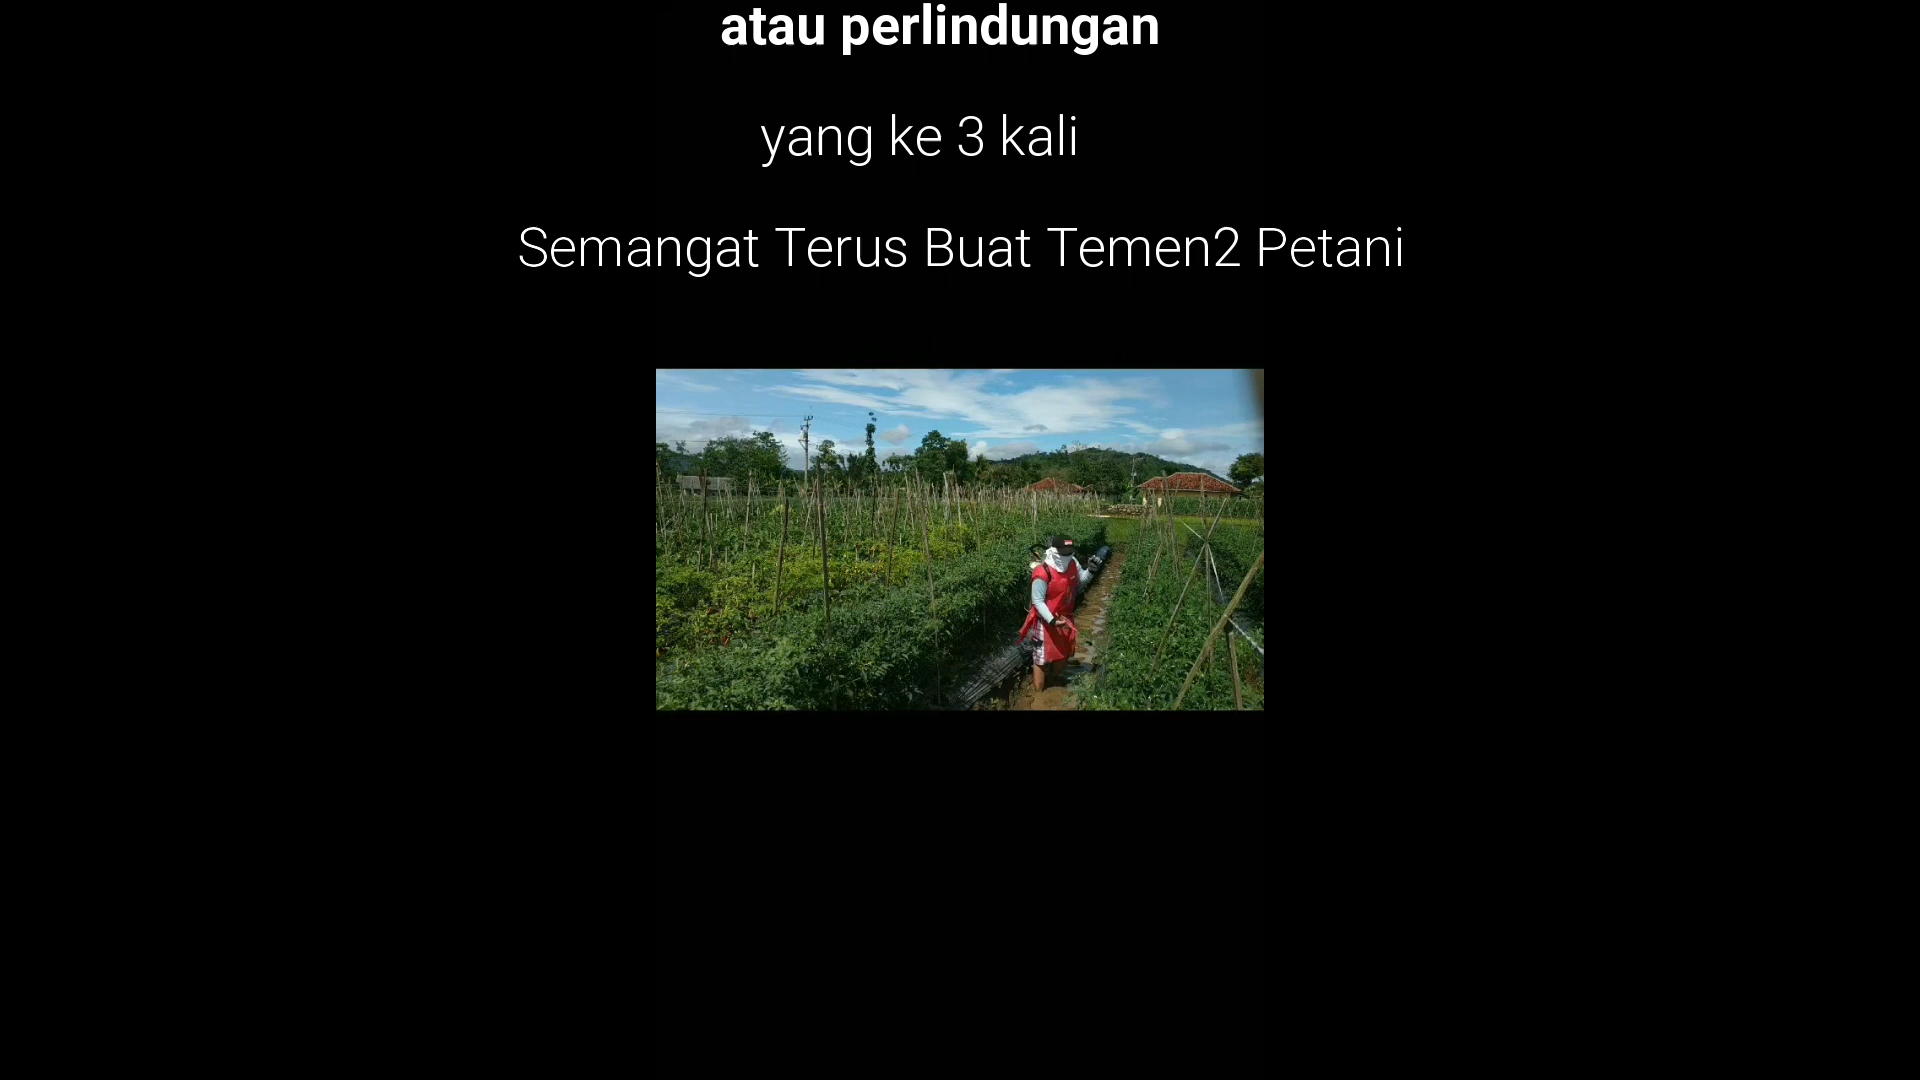 atau perlindungan
yang ke 3 kali
Semangat Terus Buat Temen2 Petani